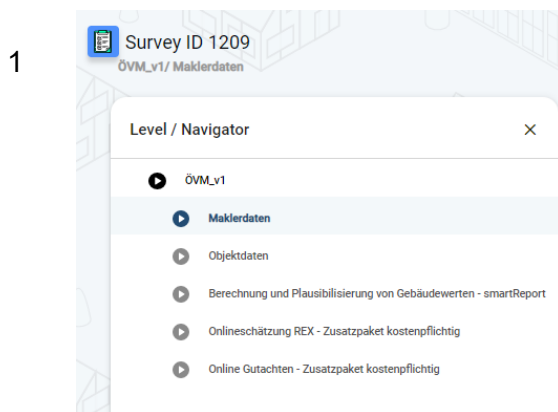 1
Survey ID 1209
ÖVM_v1/ Maklerdaten
Level / Navigator
ÖVM_v1
Maklerdaten
Objektdaten
Berechnung und Plausibilisierung von Gebäudewerten - smartReport
Onlineschätzung REX - Zusatzpaket kostenpflichtig
Online Gutachten - Zusatzpaket kostenpflichtig